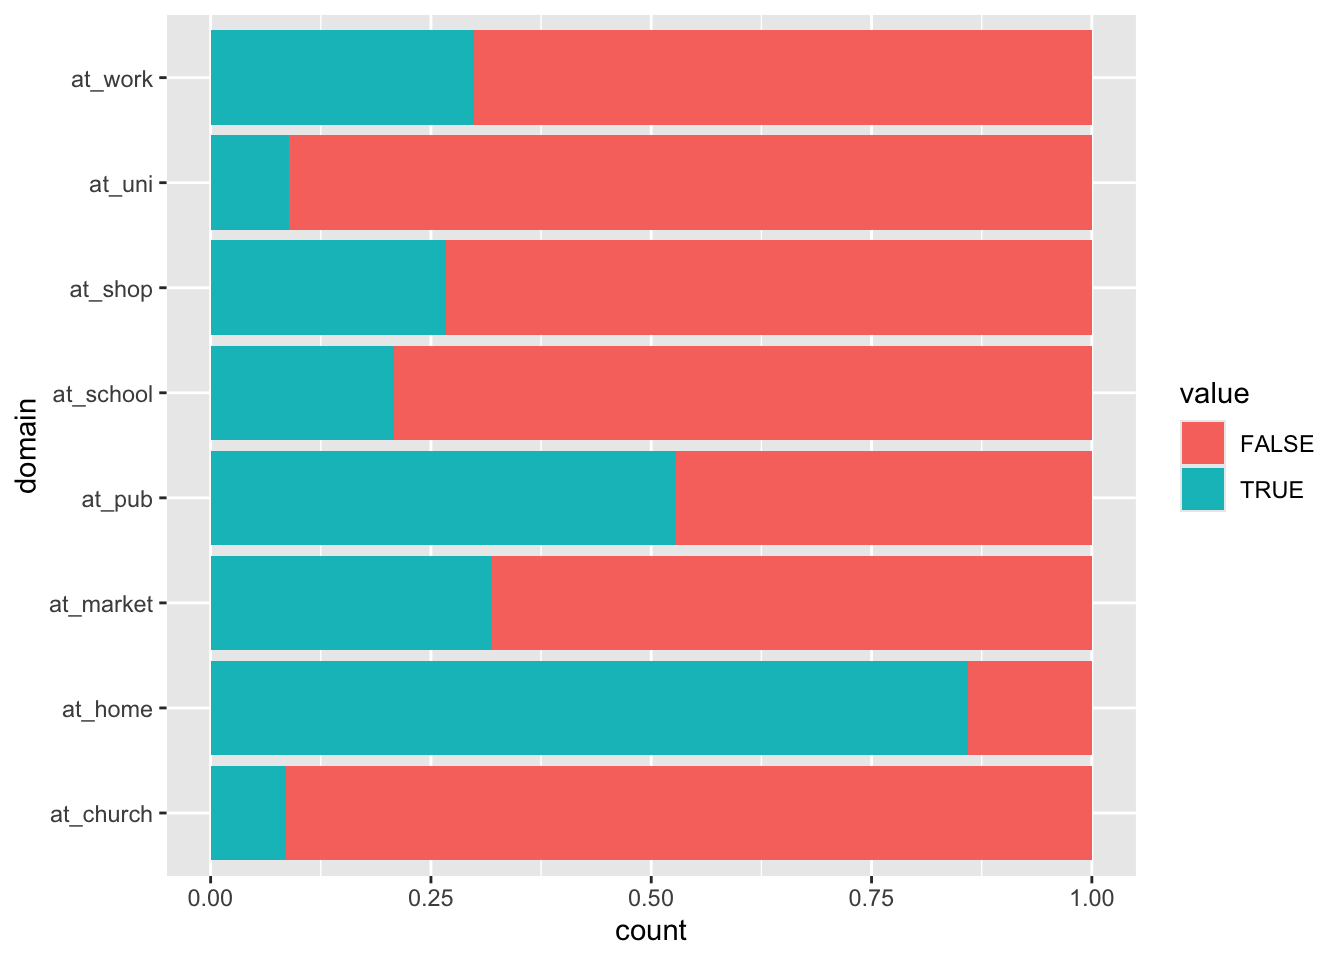 at_work
at_uni
at_shop
at_school
at_pub
at_market
at_home
at_church
domain
0.00 0.25 0.50 0.75 1.00
count
value
FALSE
TRUE